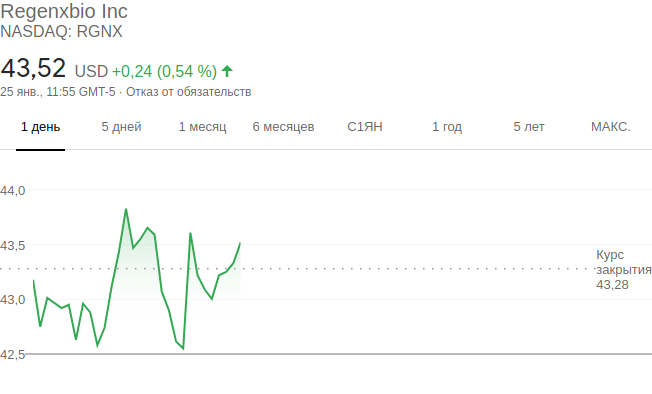 Regenxbio Inc
NASDAQ: RGNX
43,52 USD +0,24 (0,54 %)
25 янв., 11:55 GMT-5 · Отказ от обязательств
1 день 5 дней 1 месяц 6 месяцев С1ЯН 1 год 5 лет МАКС.
44,0
43,5
43,0
42,5
Курс
закрытия
43,28